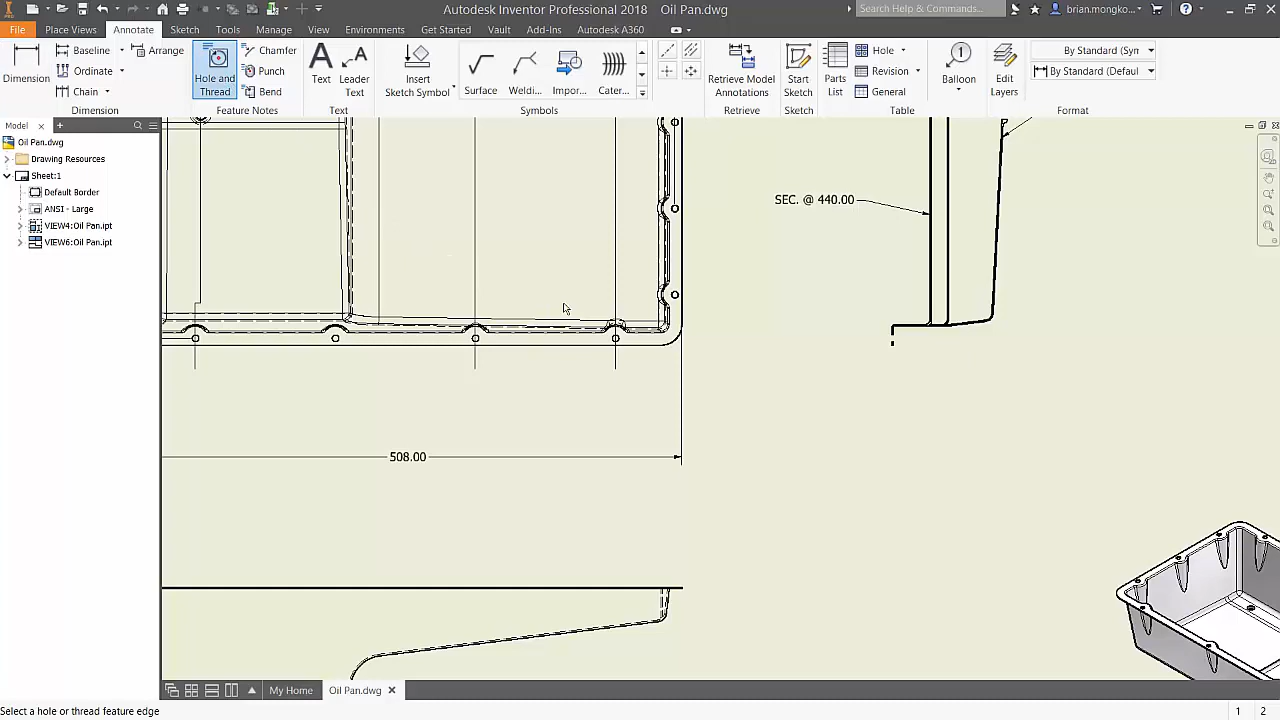 Autodesk Inventor Professional 2018 Oil Pan.dwg
Search Help & Commands...
brian.mongko...
PRO
File Place Views Annotate Sketch Tools Manage View Environments Get Started Vault Add-Ins Autodesk A360
Dimension
Baseline
Ordinate
Chain
Arrange
Dimension
Hole and
Thread
Chamfer
Punch
Bend
Feature Notes
Text
Leader
Text
Text
Insert
Sketch Symbol
Surface
Weldi...
Impor...
Cater...
Symbols
Retrieve Model
Annotations
Retrieve
Start
Sketch
Sketch
Parts
List
Hole
Revision
General
Table
Balloon
1
Edit
Layers
By Standard (Syn
By Standard (Defaul
Format
Model
Oil Pan.dwg
Drawing Resources
Sheet:1
Default Border
ANSI - Large
VIEW4:Oil Pan.ipt
VIEW6:Oil Pan.ipt
SEC. @ 440.00
508.00
My Home
Oil Pan.dwg
Select a hole or thread feature edge
1 2